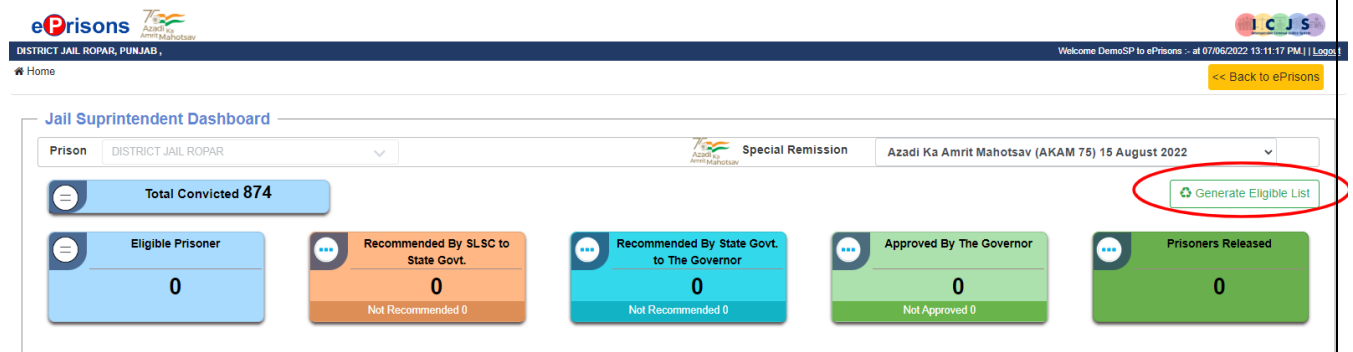 ePrisons
Azadi Ka
Amrit Mahotsav
I C J S
DISTRICT JAIL ROPAR, PUNJAB ,
Welcome DemoSP to ePrisons :- at 07/06/2022 13:11:17 PM.| | Logout
Home
<< Back to ePrisons
Jail Suprintendent Dashboard
Prison DISTRICT JAIL ROPAR
Azadi Ka
Amrit Mahotsav
Special Remission Azadi Ka Amrit Mahotsav (AKAM 75) 15 August 2022
Total Convicted 874
Generate Eligible List
Eligible Prisoner
0
Recommended By SLSC to
State Govt.
0
Not Recommended 0
Recommended By State Govt.
to The Governor
0
Not Recommended 0
Approved By The Governor
0
Not Approved 0
Prisoners Released
0